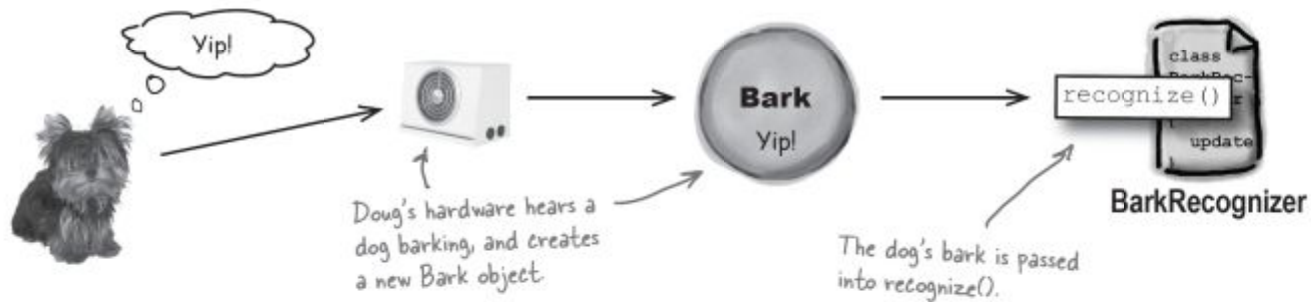 Yip!
Bark
Yip!
class
recognize()
update
BarkRecognizer
Doug's hardware hears a
dog barking, and creates
a new Bark object.
The dog's bark is passed
into recognize().